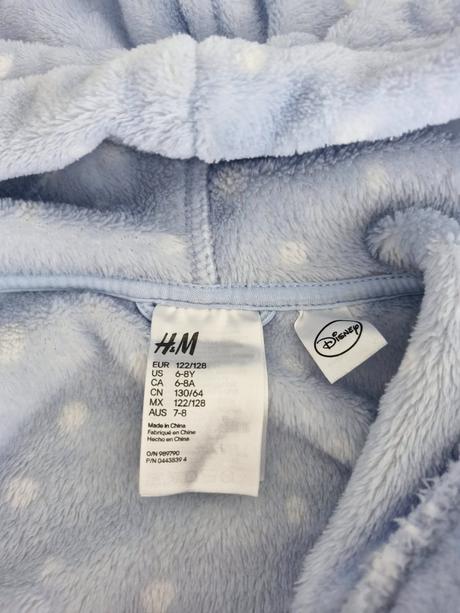 H&M
EUR 122/128
US 6-8Y
CA 6-8A
CN 130/64
MX 122/128
AUS 7-8
Made in China
Fabriqué en Chine
Hecho en China
O/N 989790
P/N 0443839 4
Disney